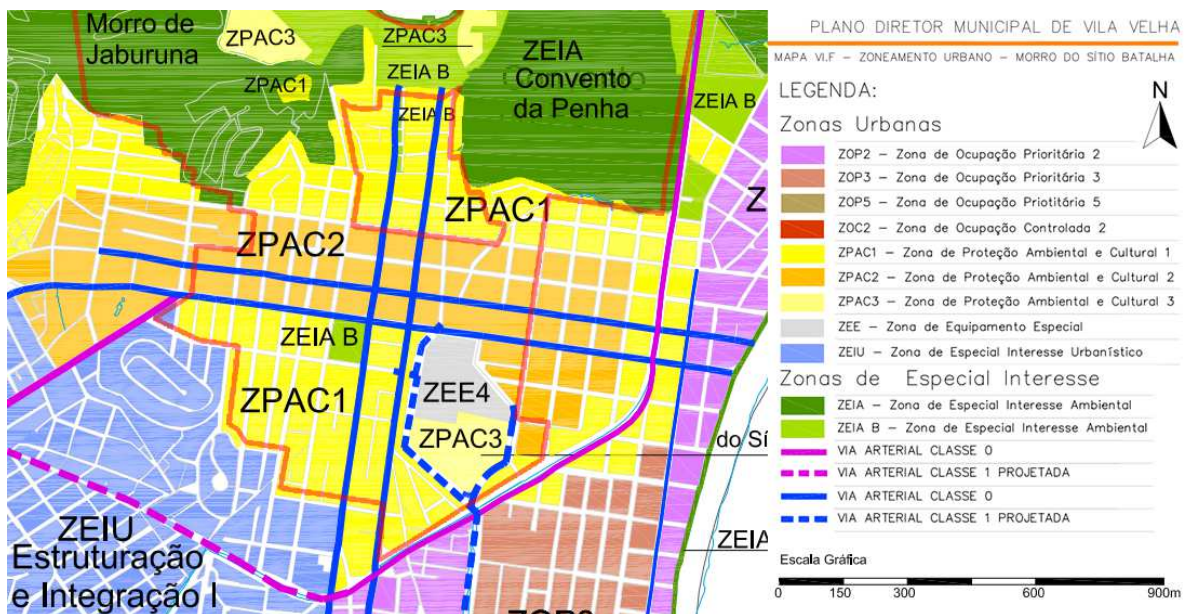 Morro de
Jaburuna
ZPAC3
ZPAC1
ZPAC3
ZEIA B
ZEIA B
ZEIA
Convento
da Penha
ZEIA B
ZPAC1
Z
ZPAC2
ZEIA B
ZPAC1
ZEE4
ZPAC3
do Sí
ZEIA
ZEIU
Estruturação
e Integração I
PLANO DIRETOR MUNICIPAL DE VILA VELHA
MAPA VI.F – ZONEAMENTO URBANO – MORRO DO SÍTIO BATALHA
LEGENDA:
N
Zonas Urbanas
ZOP2 – Zona de Ocupação Prioritária 2
ZOP3 – Zona de Ocupação Prioritária 3
ZOP5 – Zona de Ocupação Priotitária 5
ZOC2 – Zona de Ocupação Controlada 2
ZPAC1 – Zona de Proteção Ambiental e Cultural 1
ZPAC2 – Zona de Proteção Ambiental e Cultural 2
ZPAC3 – Zona de Proteção Ambiental e Cultural 3
ZEE – Zona de Equipamento Especial
ZEIU – Zona de Especial Interesse Urbanístico
Zonas de Especial Interesse
ZEIA – Zona de Especial Interesse Ambiental
ZEIA B – Zona de Especial Interesse Ambiental
VIA ARTERIAL CLASSE 0
VIA ARTERIAL CLASSE 1 PROJETADA
VIA ARTERIAL CLASSE 0
VIA ARTERIAL CLASSE 1 PROJETADA
Escala Gráfica
0 150 300 600 900m